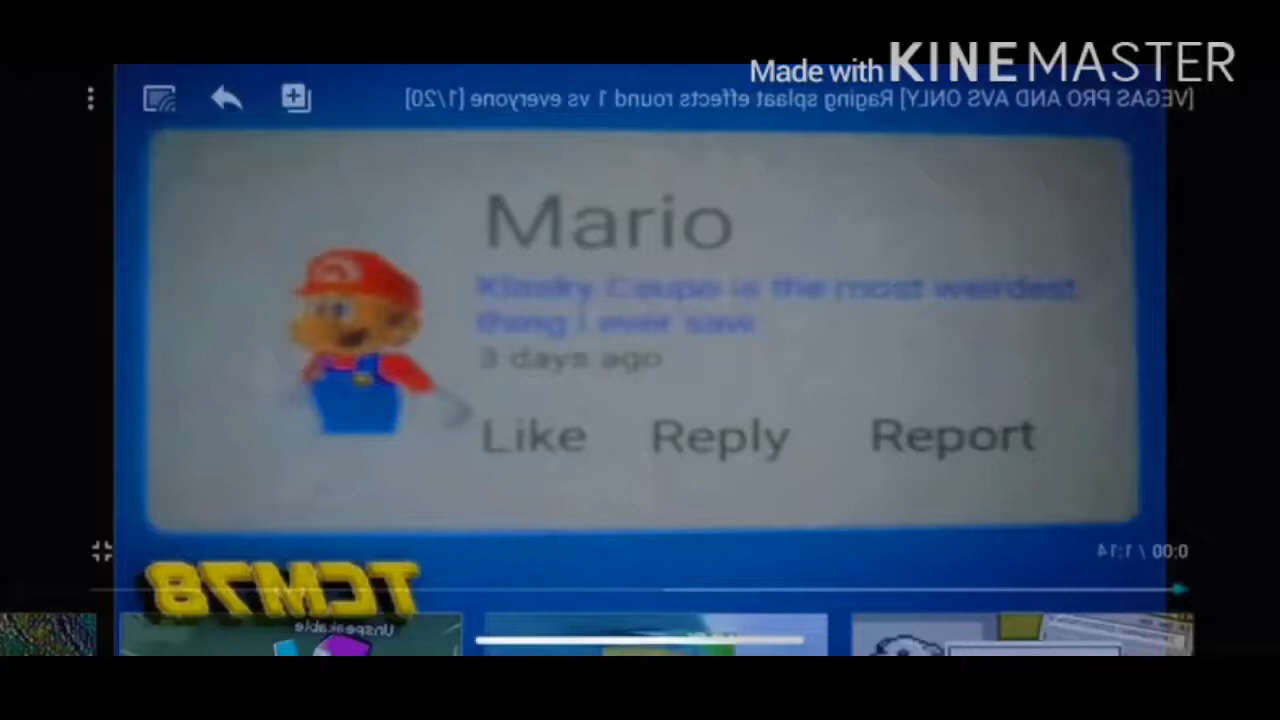 Made with KINEMASTER
[VEGAS PRO AND AVS ONLY] Raging splaat effects round 1 vs everyone [1/20]
Mario
Klasky Csupo is the most weirdest
thing I ever saw
3 days ago
Like Reply Report
0:00 / 1:14
TCM78
Unspeakable